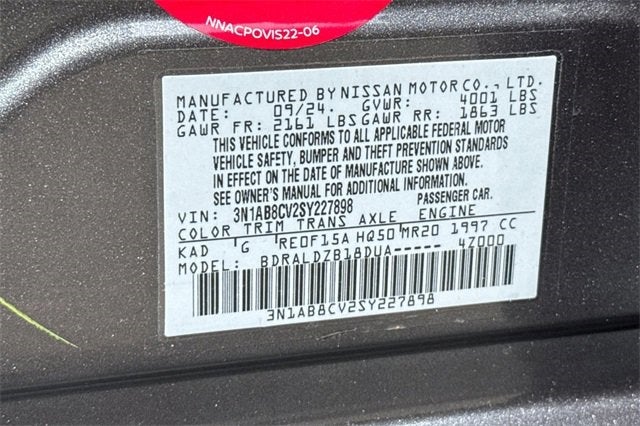 NNACPOVIS22-06
MANUFACTURED BY NISSAN MOTOR CO., LTD.
DATE: 09/24. GVWR: 4001 LBS
GAWR FR: 2161 LBS GAWR RR: 1863 LBS
THIS VEHICLE CONFORMS TO ALL APPLICABLE FEDERAL MOTOR
VEHICLE SAFETY, BUMPER AND THEFT PREVENTION STANDARDS
IN EFFECT ON THE DATE OF MANUFACTURE SHOWN ABOVE.
SEE OWNER'S MANUAL FOR ADDITIONAL INFORMATION.
VIN: 3N1AB8CV2SY227898 PASSENGER CAR.
COLOR TRIM TRANS AXLE ENGINE
KAD G RE0F15A HQ50 MR20 1997 CC
MODEL: BDRALDZB18DUA----- 4Z000
3N1AB8CV2SY227898